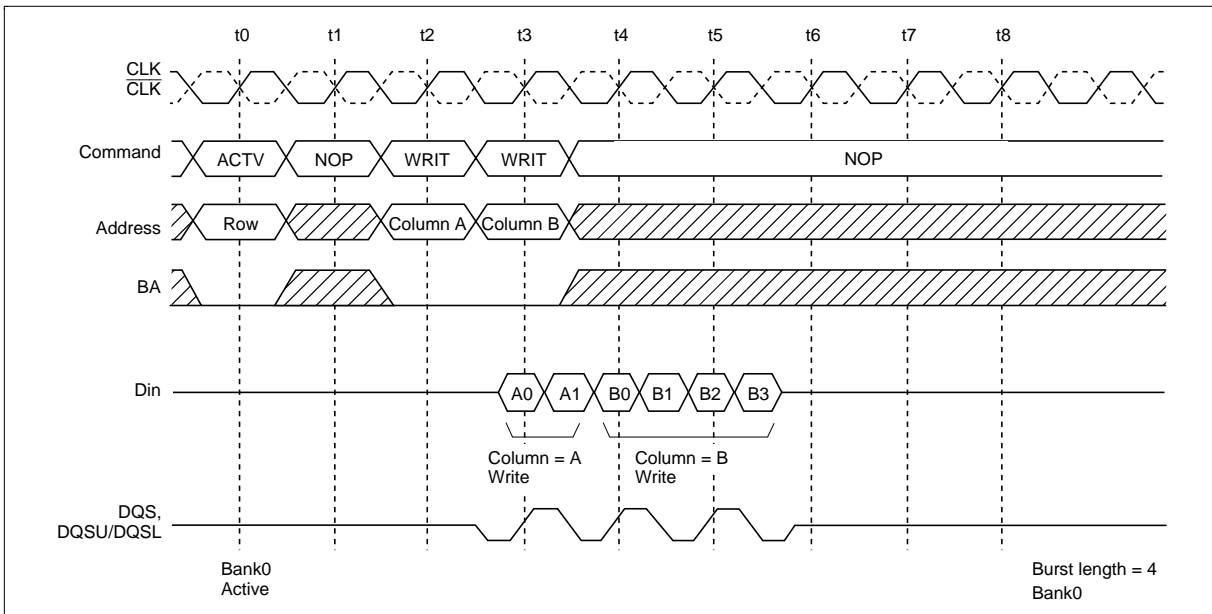 t0 t1 t2 t3 t4 t5 t6 t7 t8
CLK
CLK
Command ACTV NOP WRIT WRIT NOP
Address Row Column A Column B
BA
Din A0 A1 B0 B1 B2 B3
Column = A Column = B
Write Write
DQS,
DQSU/DQSL
Bank0 Burst length = 4
Active Bank0